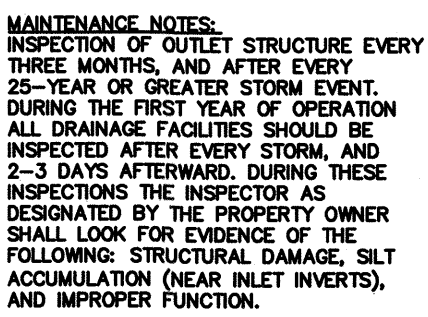 MAINTENANCE NOTES:
INSPECTION OF OUTLET STRUCTURE EVERY
THREE MONTHS, AND AFTER EVERY
25-YEAR OR GREATER STORM EVENT.
DURING THE FIRST YEAR OF OPERATION
ALL DRAINAGE FACILITIES SHOULD BE
INSPECTED AFTER EVERY STORM, AND
2-3 DAYS AFTERWARD. DURING THESE
INSPECTIONS THE INSPECTOR AS
DESIGNATED BY THE PROPERTY OWNER
SHALL LOOK FOR EVIDENCE OF THE
FOLLOWING: STRUCTURAL DAMAGE, SILT
ACCUMULATION (NEAR INLET INVERTS),
AND IMPROPER FUNCTION.